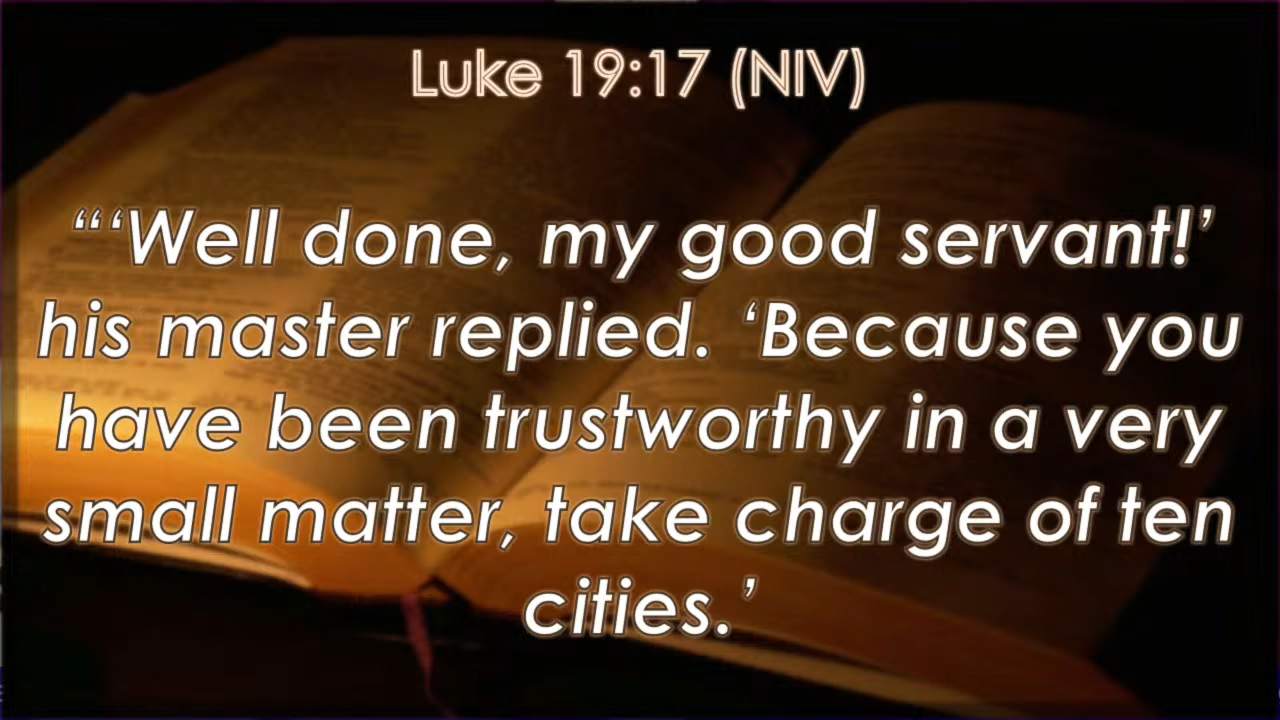 Luke 19:17 (NIV)
“‘Well done, my good servant!’
his master replied. ‘Because you
have been trustworthy in a very
small matter, take charge of ten
cities.’